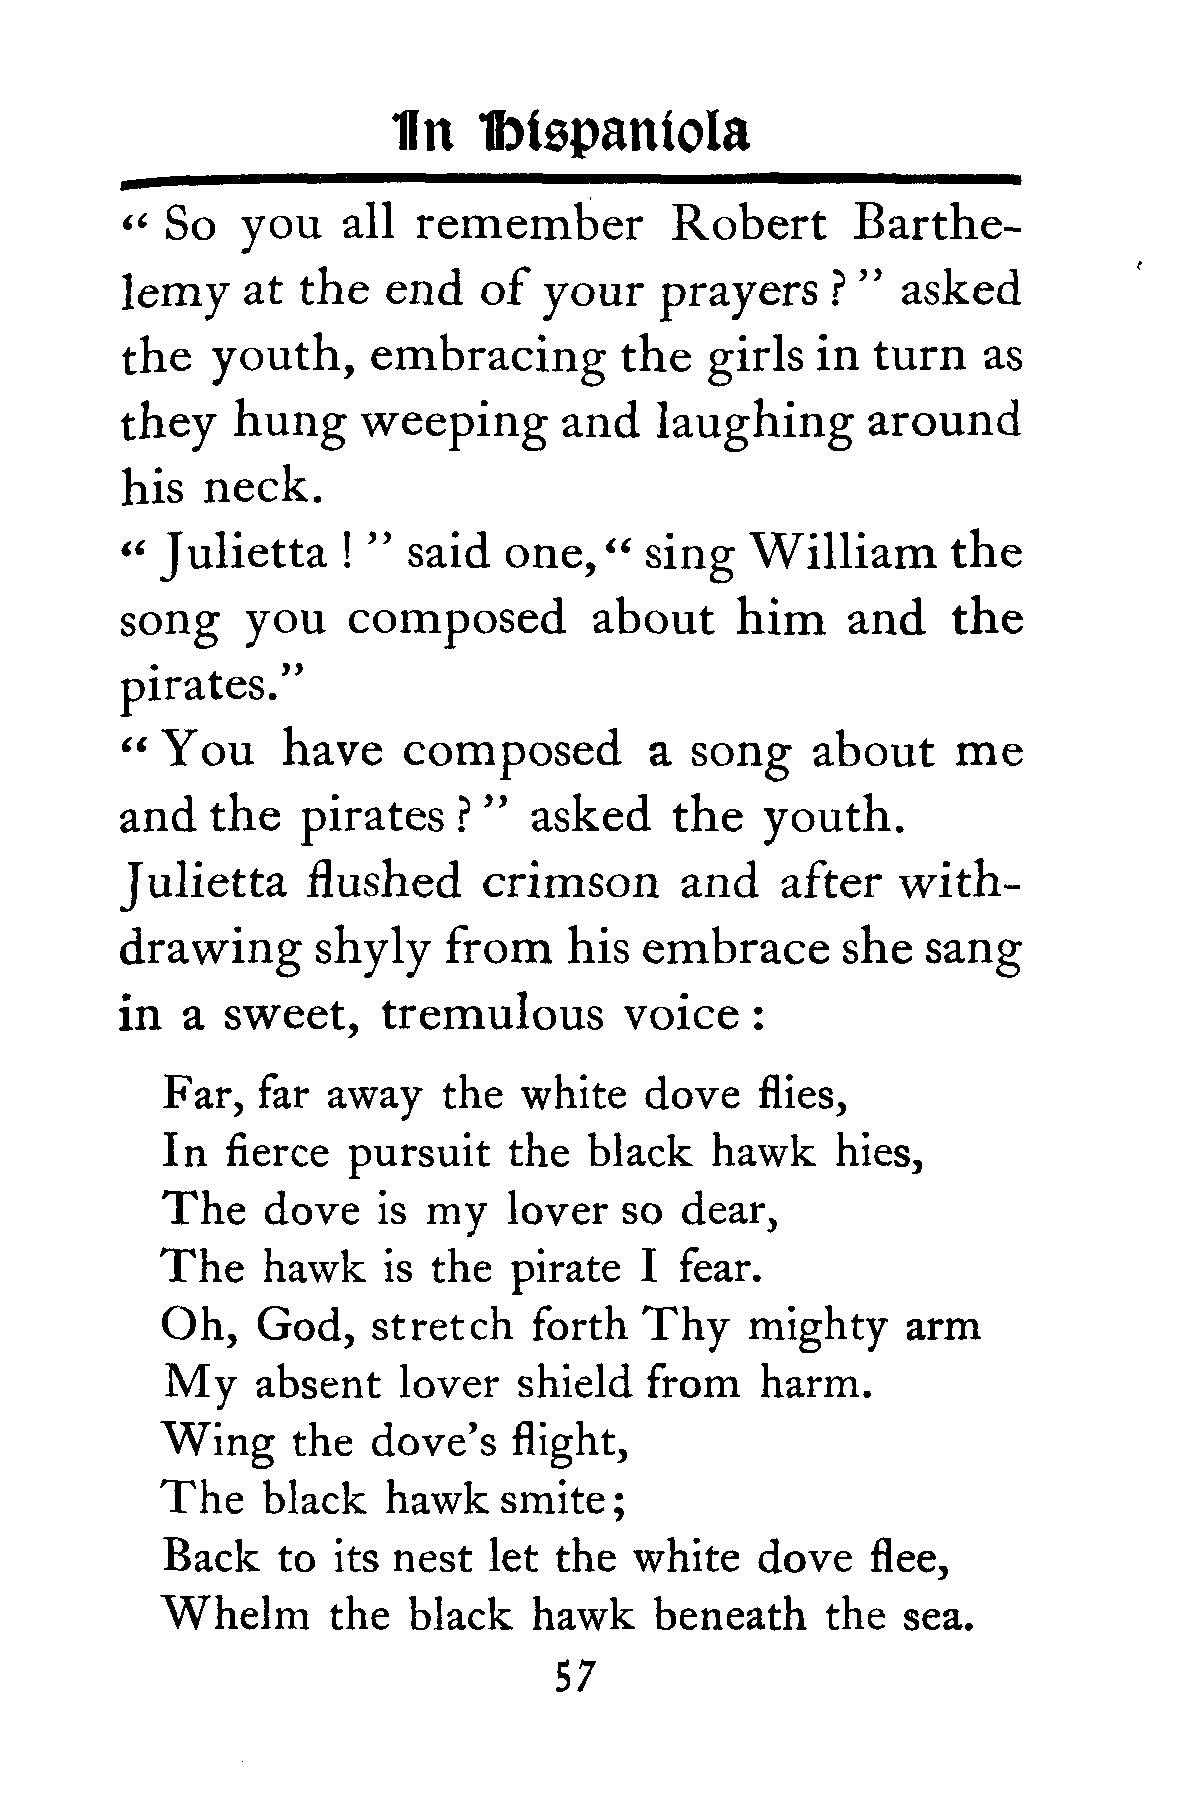 In Hispaniola
“ So you all remember Robert Barthe-
lemy at the end of your prayers ? ” asked
the youth, embracing the girls in turn as
they hung weeping and laughing around
his neck.
“ Julietta ! ” said one, “ sing William the
song you composed about him and the
pirates.”
“ You have composed a song about me
and the pirates ? ” asked the youth.
Julietta flushed crimson and after with-
drawing shyly from his embrace she sang
in a sweet, tremulous voice :
Far, far away the white dove flies,
In fierce pursuit the black hawk hies,
The dove is my lover so dear,
The hawk is the pirate I fear.
Oh, God, stretch forth Thy mighty arm
My absent lover shield from harm.
Wing the dove’s flight,
The black hawk smite ;
Back to its nest let the white dove flee,
Whelm the black hawk beneath the sea.
57